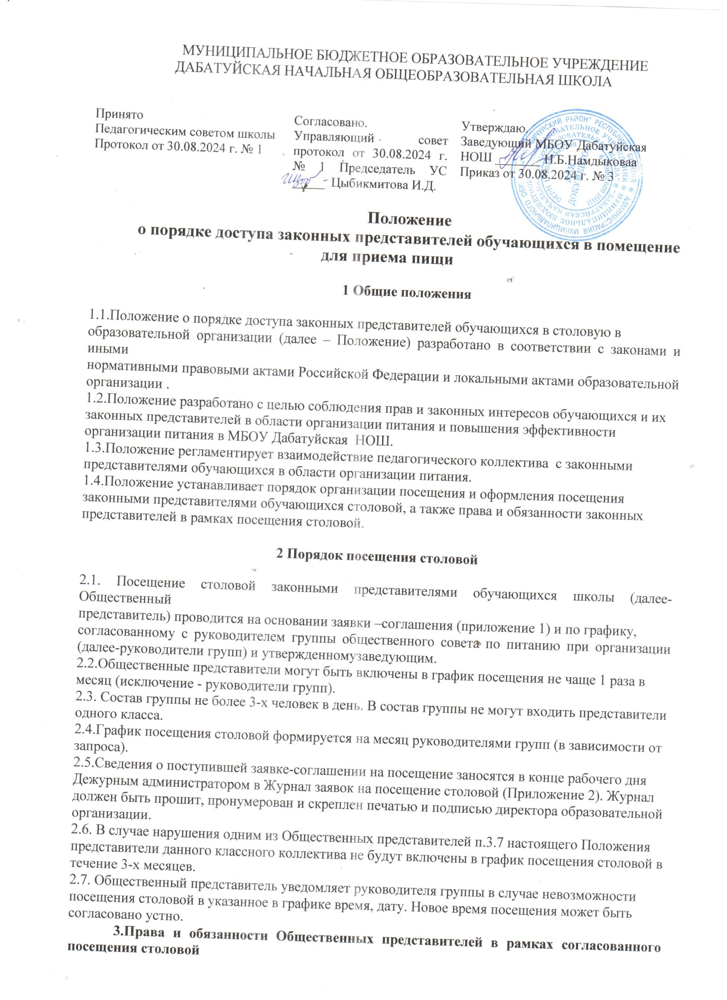 МУНИЦИПАЛЬНОЕ БЮДЖЕТНОЕ ОБРАЗОВАТЕЛЬНОЕ УЧРЕЖДЕНИЕ
ДАБАТУЙСКАЯ НАЧАЛЬНАЯ ОБЩЕОБРАЗОВАТЕЛЬНАЯ ШКОЛА
Принято
Педагогическим советом школы
Протокол от 30.08.2024 г. № 1
Согласовано.
Управляющий совет
протокол от 30.08.2024 г.
№ 1 Председатель УС
_____ Цыбикмитова И.Д.
Утверждаю.
Заведующий МБОУ Дабатуйская
НОШ _______ Н.Б.Намдыковаа
Приказ от 30.08.2024 г. № 3
ДЛЯ
ДОКУМЕНТОВ
Положение
о порядке доступа законных представителей обучающихся в помещение
для приема пищи
1 Общие положения
1.1.Положение о порядке доступа законных представителей обучающихся в столовую в
образовательной организации (далее – Положение) разработано в соответствии с законами и
иными
нормативными правовыми актами Российской Федерации и локальными актами образовательной
организации .
1.2.Положение разработано с целью соблюдения прав и законных интересов обучающихся и их
законных представителей в области организации питания и повышения эффективности
организации питания в МБОУ Дабатуйская НОШ.
1.3.Положение регламентирует взаимодействие педагогического коллектива с законными
представителями обучающихся в области организации питания.
1.4.Положение устанавливает порядок организации посещения и оформления посещения
законными представителями обучающихся столовой, а также права и обязанности законных
представителей в рамках посещения столовой.
2 Порядок посещения столовой
2.1. Посещение столовой законными представителями обучающихся школы (далее-
Общественный
представитель) проводится на основании заявки –соглашения (приложение 1) и по графику,
согласованному с руководителем группы общественного совета по питанию при организации
(далее-руководители групп) и утвержденномузаведующим.
2.2.Общественные представители могут быть включены в график посещения не чаще 1 раза в
месяц (исключение - руководители групп).
2.3. Состав группы не более 3-х человек в день. В состав группы не могут входить представители
одного класса.
2.4.График посещения столовой формируется на месяц руководителями групп (в зависимости от
запроса).
2.5.Сведения о поступившей заявке-соглашении на посещение заносятся в конце рабочего дня
Дежурным администратором в Журнал заявок на посещение столовой (Приложение 2). Журнал
должен быть прошит, пронумерован и скреплен печатью и подписью директора образовательной
организации.
2.6. В случае нарушения одним из Общественных представителей п.3.7 настоящего Положения
представители данного классного коллектива не будут включены в график посещения столовой в
течение 3-х месяцев.
2.7. Общественный представитель уведомляет руководителя группы в случае невозможности
посещения столовой в указанное в графике время, дату. Новое время посещения может быть
согласовано устно.
3.Права и обязанности Общественных представителей в рамках согласованного
посещения столовой